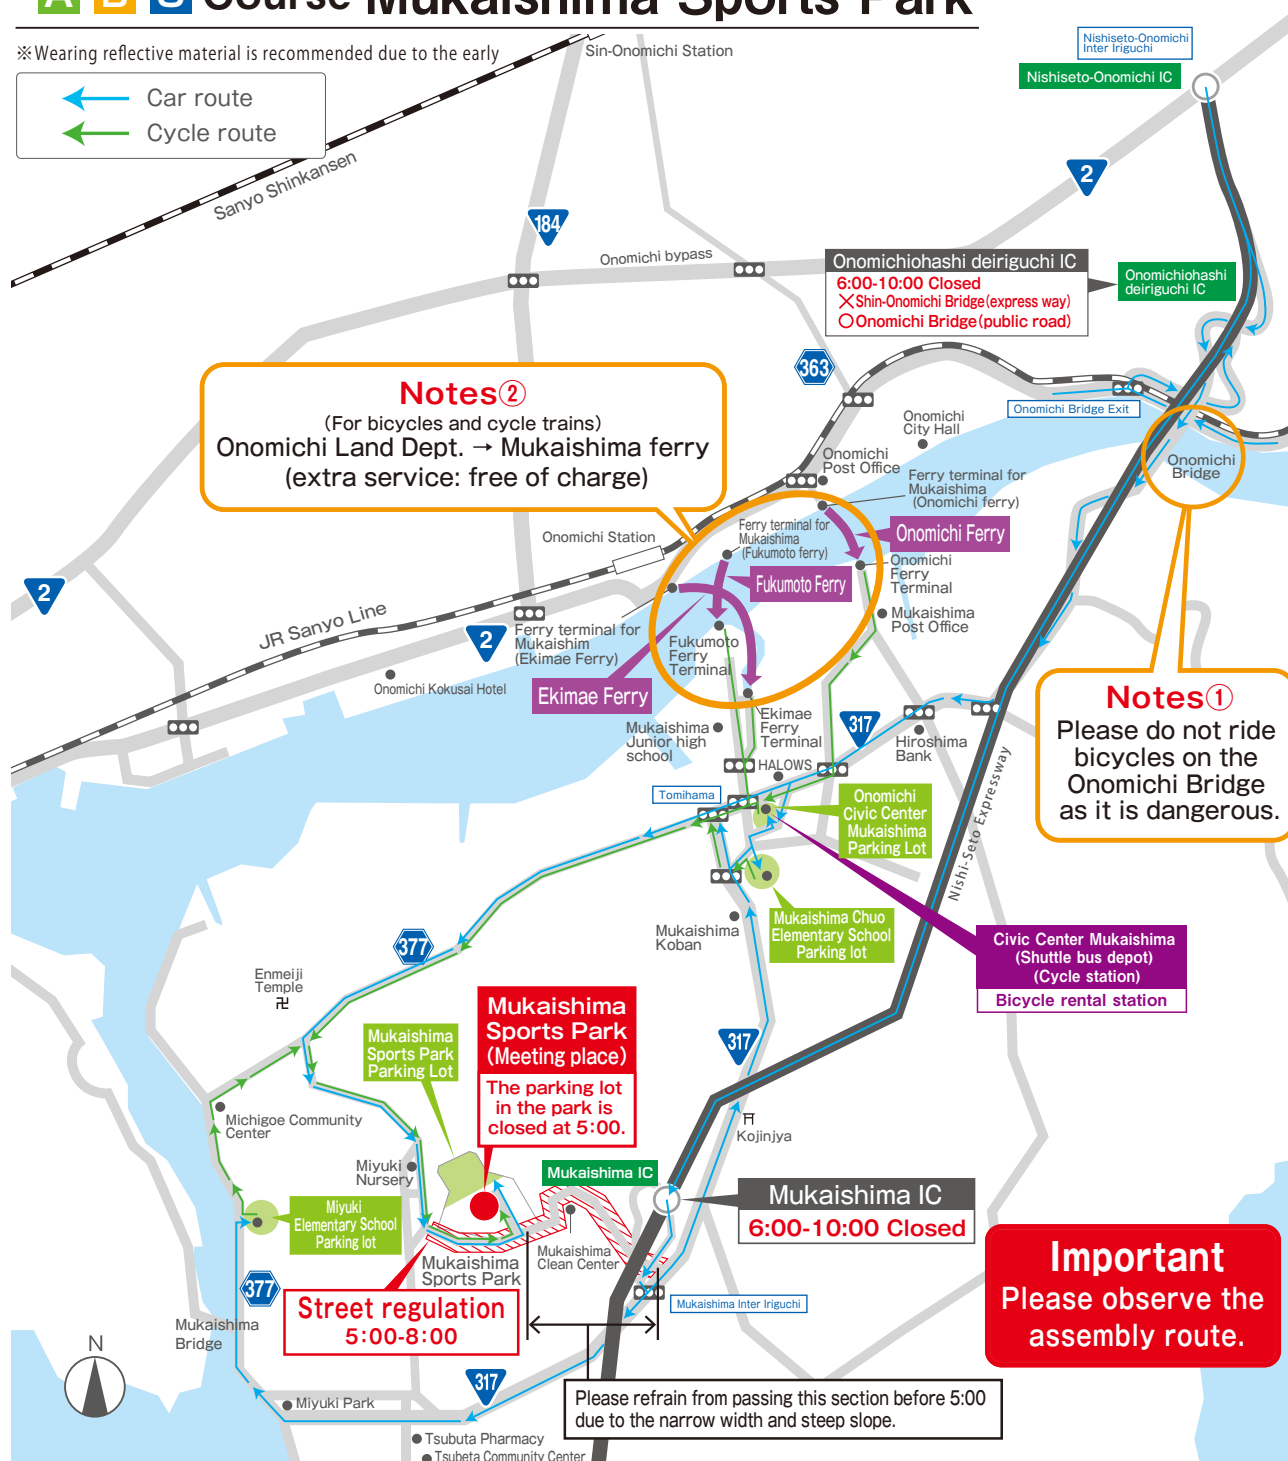 A B S Course Mukaishima Sports Park
※Wearing reflective material is recommended due to the early
Car route
Cycle route
Sin-Onomichi Station
Nishiseto-Onomichi
Inter Iriguchi
Nishiseto-Onomichi IC
Sanyo Shinkansen
2
184
Onomichi bypass
Onomichiohashi deiriguchi IC
6:00-10:00 Closed
×Shin-Onomichi Bridge(express way)
○Onomichi Bridge(public road)
Onomichiohashi
deiriguchi IC
363
Notes②
(For bicycles and cycle trains)
Onomichi Land Dept. → Mukaishima ferry
(extra service: free of charge)
Onomichi Bridge Exit
Onomichi
City Hall
Onomichi
Post Office
Onomichi
Bridge
Ferry terminal for
Mukaishima
(Onomichi ferry)
Onomichi Station
Ferry terminal for
Mukaishima
(Fukumoto ferry)
Onomichi Ferry
Onomichi
Ferry
Terminal
Fukumoto Ferry
2
JR Sanyo Line
2
Ferry terminal for
Mukaishim
(Ekimae Ferry)
Mukaishima
Post Office
Fukumoto
Ferry
Terminal
Onomichi Kokusai Hotel
Ekimae Ferry
Notes①
Please do not ride
bicycles on the
Onomichi Bridge
as it is dangerous.
Mukaishima
Junior high
school
Ekimae
Ferry
Terminal
317
Hiroshima
Bank
HALOWS
Nishi-Seto Expressway
Tomihama
Onomichi
Civic Center
Mukaishima
Parking Lot
Mukaishima
Koban
Mukaishima Chuo
Elementary School
Parking lot
Civic Center Mukaishima
(Shuttle bus depot)
(Cycle station)
Bicycle rental station
377
Enmeiji
Temple
卍
Mukaishima
Sports Park
(Meeting place)
The parking lot
in the park is
closed at 5:00.
Mukaishima
Sports Park
Parking Lot
317
Michigoe Community
Center
Kojinjya
Miyuki
Nursery
Mukaishima IC
Mukaishima IC
6:00-10:00 Closed
Miyuki
Elementary School
Parking lot
Mukaishima
Sports Park
Mukaishima
Clean Center
377
Street regulation
5:00-8:00
Mukaishima Inter Iriguchi
Important
Please observe the
assembly route.
Mukaishima
Bridge
N
317
Miyuki Park
Please refrain from passing this section before 5:00
due to the narrow width and steep slope.
Tsubuta Pharmacy
Tsubeta Community Center